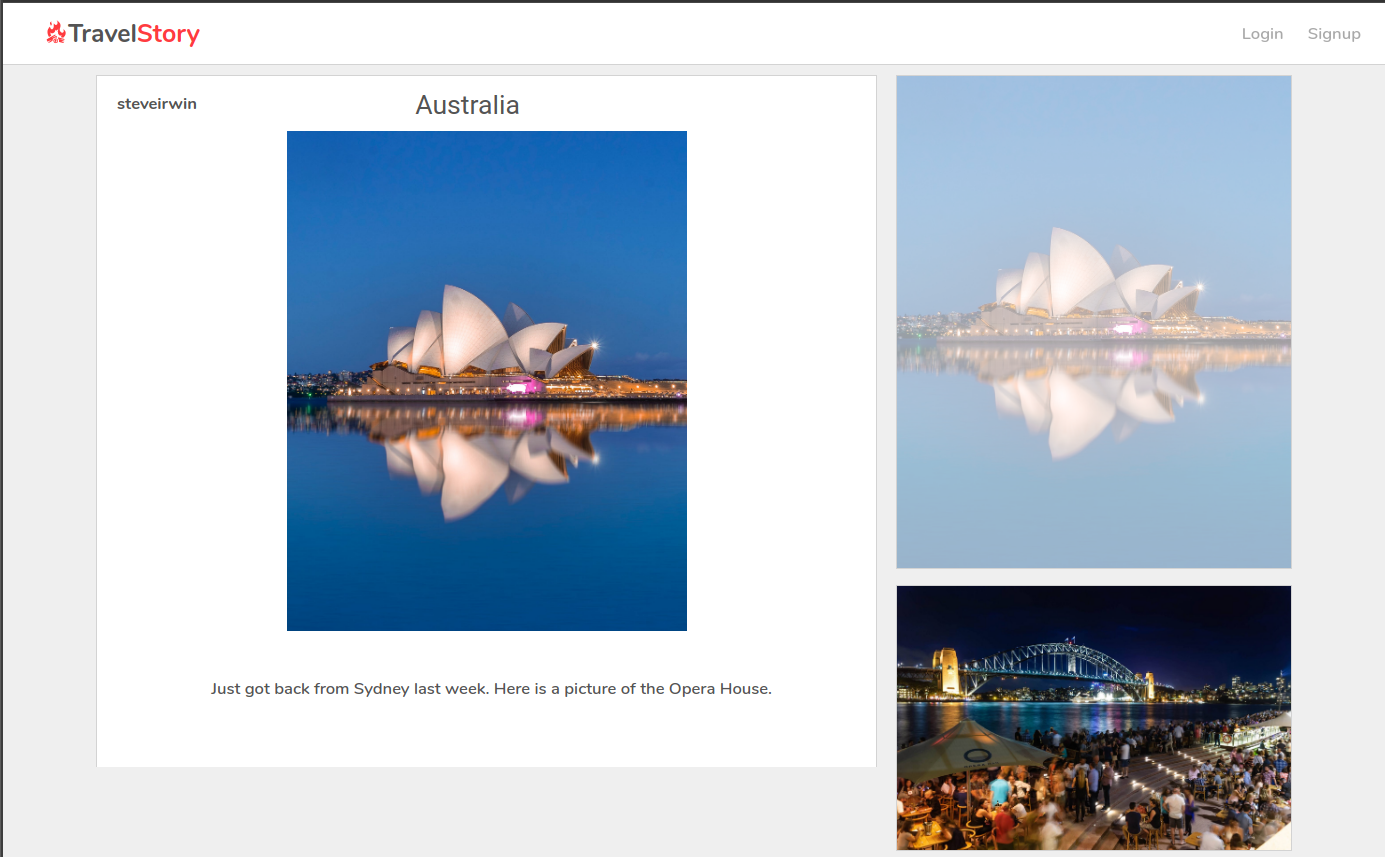 TravelStory
Login
Signup
steveirwin
Australia
Just got back from Sydney last week. Here is a picture of the Opera House.